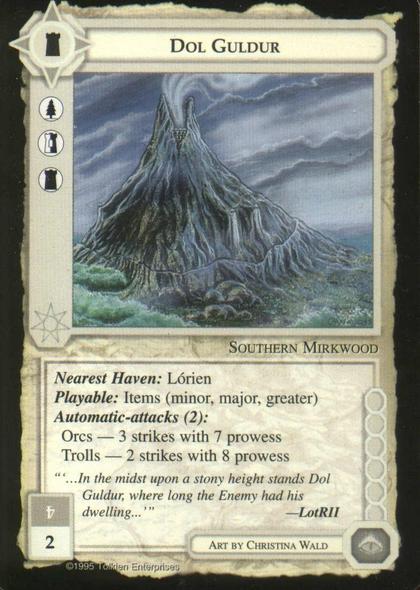 DOL GULDUR
SOUTHERN MIRKWOOD
Nearest Haven: Lórien
Playable: Items (minor, major, greater)
Automatic-attacks (2):
Orcs — 3 strikes with 7 prowess
Trolls — 2 strikes with 8 prowess
“‘...In the midst upon a stony height stands Dol
Guldur, where long the Enemy had his
dwelling...’”
—LotRII
4
2
ART BY CHRISTINA WALD
©1995 Tolkien Enterprises